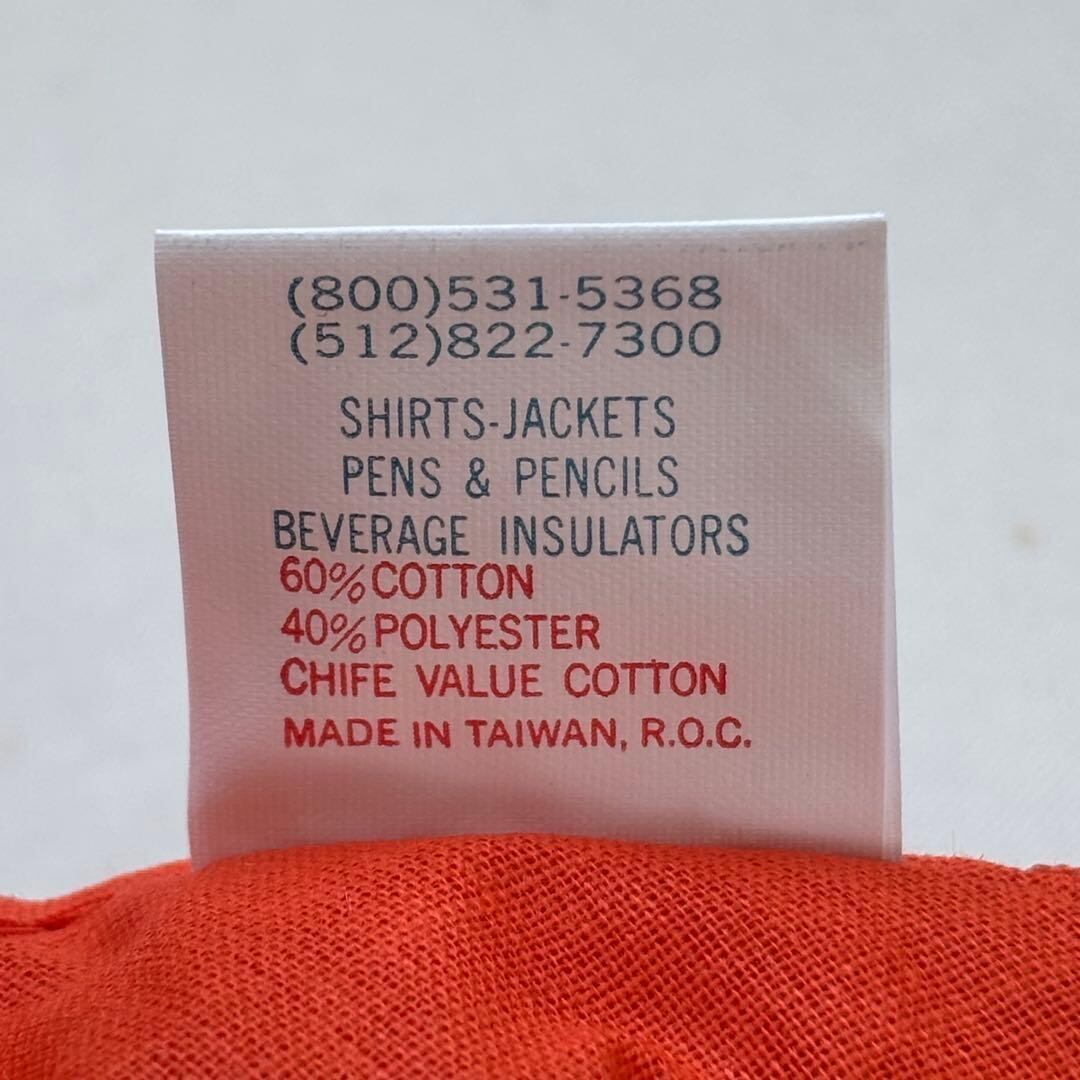 (800)531-5368
(512)822-7300
SHIRTS-JACKETS
PENS & PENCILS
BEVERAGE INSULATORS
60%COTTON
40%POLYESTER
CHIFE VALUE COTTON
MADE IN TAIWAN, R.O.C.